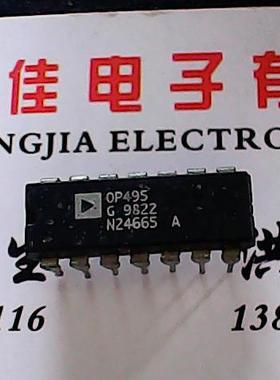 佳电子有
NGJIA ELECTRO
OP495
G 9822
N24665 A
116
138